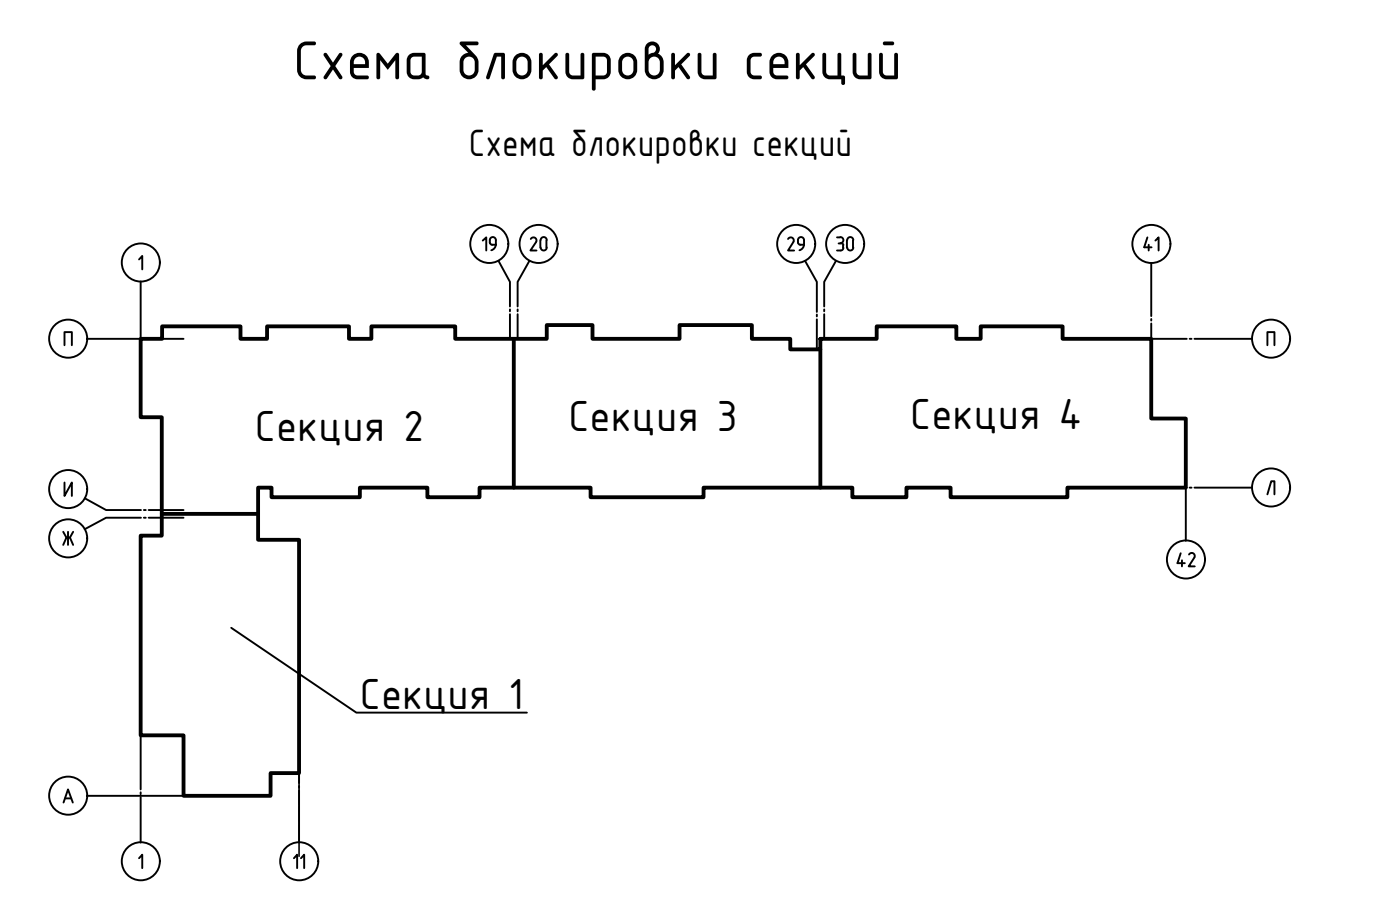 Схема блокировки секций
Схема блокировки секций
1
19
20
29
30
41
П
П
Секция 2
Секция 3
Секция 4
И
Ж
Л
42
Секция 1
А
1
11